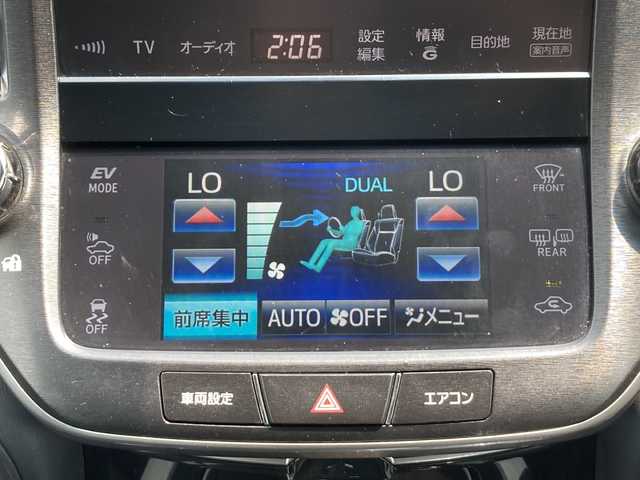 TV オーディオ 2:06 設定 編集 情報 G 目的地 現在地 案内音声
EV MODE
LO DUAL LO
FRONT
OFF
REAR
OFF
前席集中 AUTO OFF メニュー
車両設定 エアコン